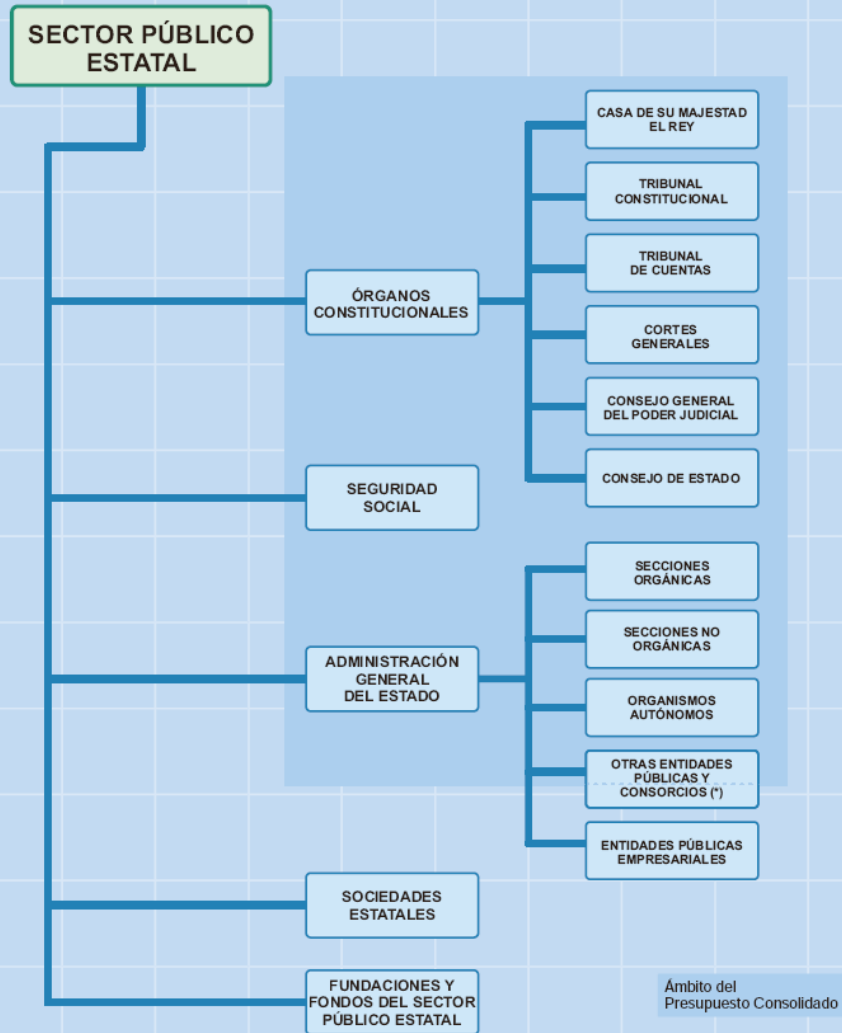 SECTOR PÚBLICO
ESTATAL
CASA DE SU MAJESTAD
EL REY
TRIBUNAL
CONSTITUCIONAL
TRIBUNAL
DE CUENTAS
ÓRGANOS
CONSTITUCIONALES
CORTES
GENERALES
CONSEJO GENERAL
DEL PODER JUDICIAL
CONSEJO DE ESTADO
SEGURIDAD
SOCIAL
SECCIONES
ORGÁNICAS
SECCIONES NO
ORGÁNICAS
ADMINISTRACIÓN
GENERAL
DEL ESTADO
ORGANISMOS
AUTÓNOMOS
OTRAS ENTIDADES
PÚBLICAS Y
CONSORCIOS (*)
ENTIDADES PÚBLICAS
EMPRESARIALES
SOCIEDADES
ESTATALES
FUNDACIONES Y
FONDOS DEL SECTOR
PÚBLICO ESTATAL
Ámbito del
Presupuesto Consolidado